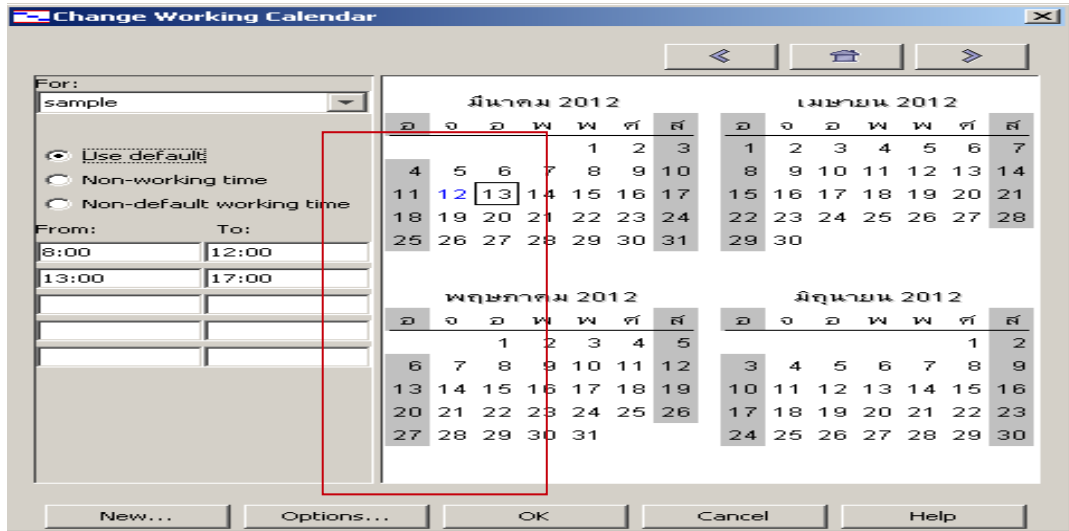 Change Working Calendar
For:
sample
Use default
Non-working time
Non-default working time
From: To:
8:00 12:00
13:00 17:00
มีนาคม 2012
อ จ อ พ พ ศ ส
1 2 3
4 5 6 7 8 9 10
11 12 13 14 15 16 17
18 19 20 21 22 23 24
25 26 27 28 29 30 31
เมษายน 2012
อ จ อ พ พ ศ ส
1 2 3 4 5 6 7
8 9 10 11 12 13 14
15 16 17 18 19 20 21
22 23 24 25 26 27 28
29 30
พฤษภาคม 2012
อ จ อ พ พ ศ ส
1 2 3 4 5
6 7 8 9 10 11 12
13 14 15 16 17 18 19
20 21 22 23 24 25 26
27 28 29 30 31
มิถุนายน 2012
อ จ อ พ พ ศ ส
1 2
3 4 5 6 7 8 9
10 11 12 13 14 15 16
17 18 19 20 21 22 23
24 25 26 27 28 29 30
New... Options... OK Cancel Help